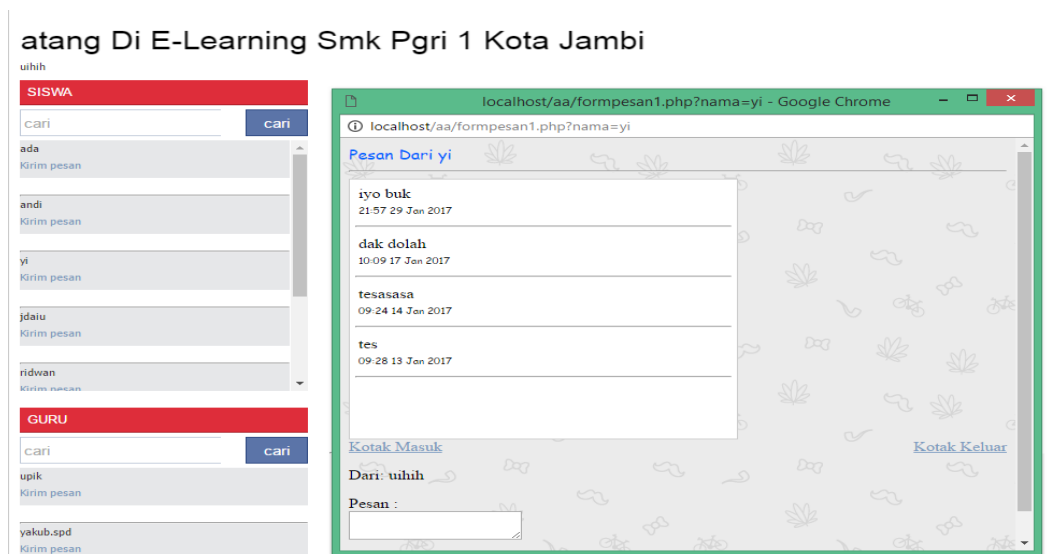 atang Di E-Learning Smk Pgri 1 Kota Jambi
uihih
SISWA
cari cari
ada
Kirim pesan
andi
Kirim pesan
yi
Kirim pesan
jdaiu
Kirim pesan
ridwan
Kirim pesan
GURU
cari cari
upik
Kirim pesan
yakub.spd
Kirim pesan
localhost/aa/formpesan1.php?nama=yi - Google Chrome
localhost/aa/formpesan1.php?nama=yi
Pesan Dari yi
iyo buk
21:57 29 Jan 2017
dak dolah
10:09 17 Jan 2017
tesasasa
09:24 14 Jan 2017
tes
09:28 13 Jan 2017
Kotak Masuk Kotak Keluar
Dari: uihih
Pesan :